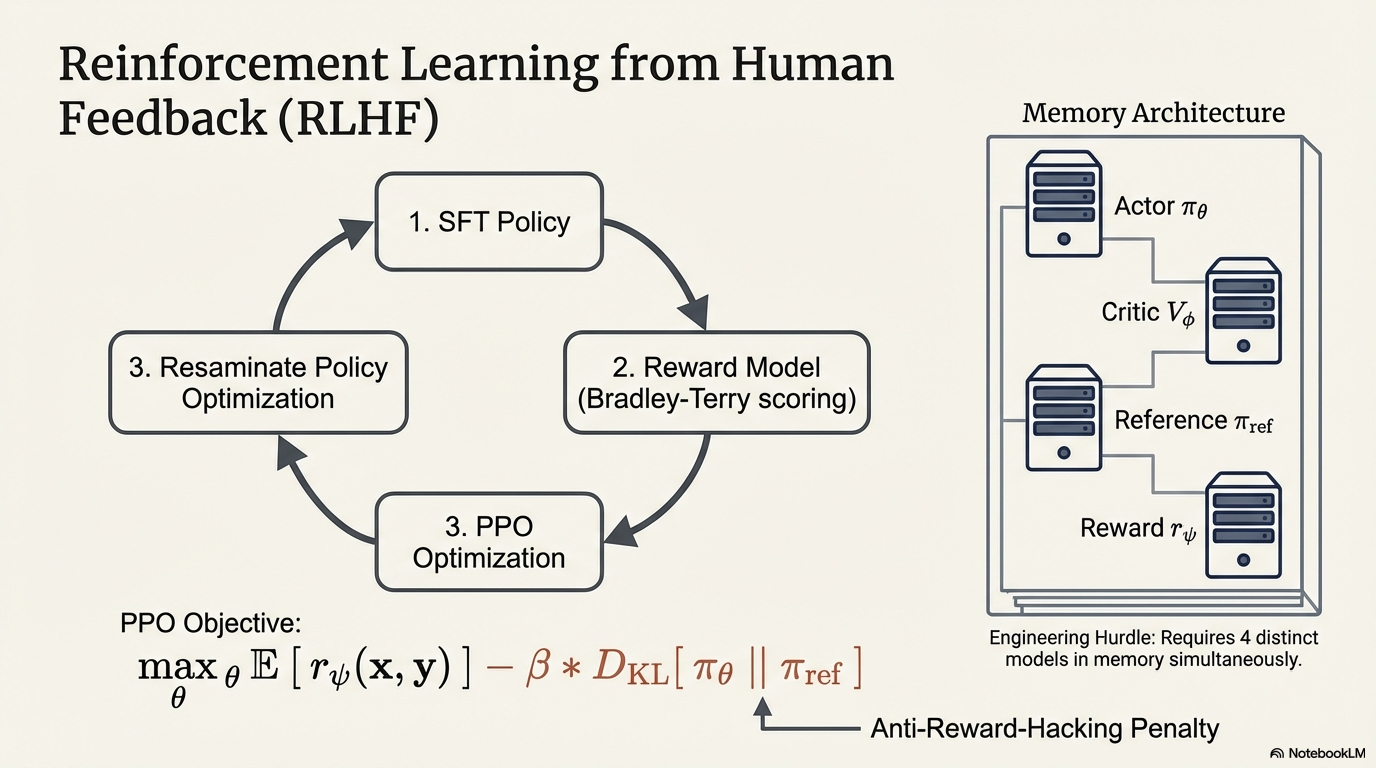 Reinforcement Learning from Human
Feedback (RLHF)
1. SFT Policy
2. Reward Model
(Bradley-Terry scoring)
3. PPO
Optimization
3. Resaminate Policy
Optimization
PPO Objective:
max θ 𝔼 [ r_ψ(x, y) ] − β * D_KL[ π_θ || π_ref ]
θ
Anti-Reward-Hacking Penalty
Memory Architecture
Actor π_θ
Critic V_ϕ
Reference π_ref
Reward r_ψ
Engineering Hurdle: Requires 4 distinct
models in memory simultaneously.
NotebookLM